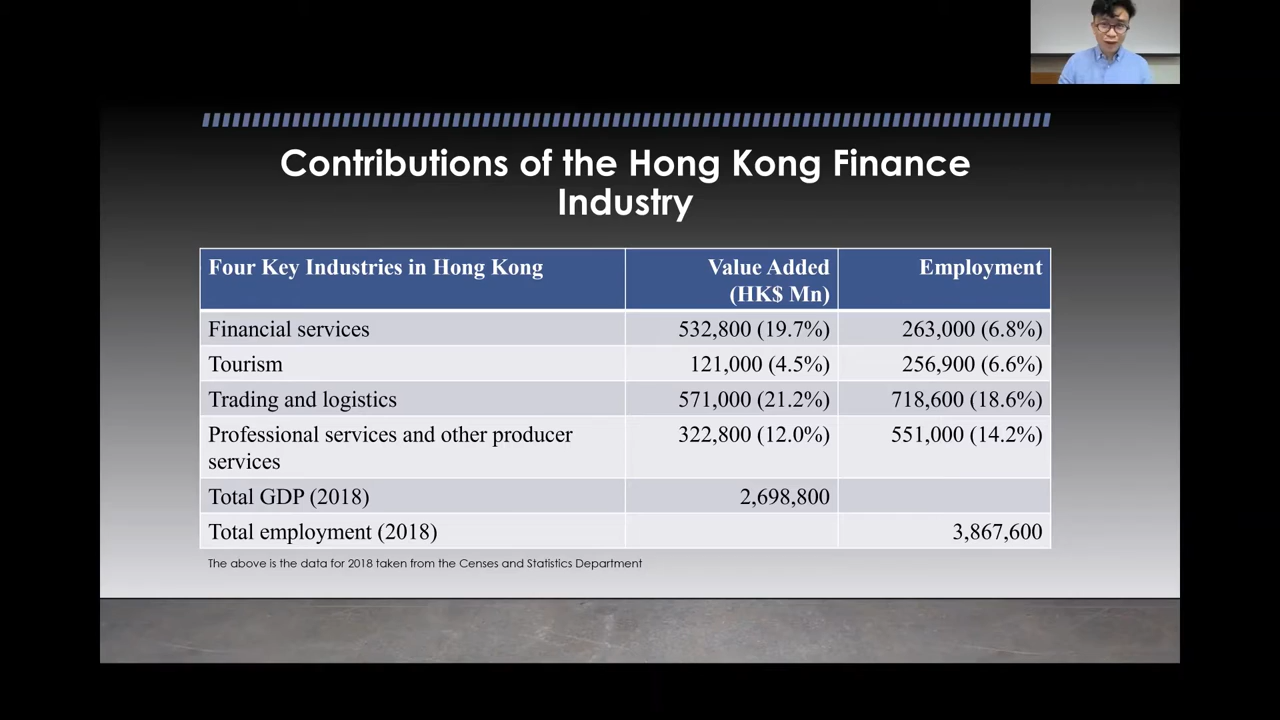 Contributions of the Hong Kong Finance
Industry
Four Key Industries in Hong Kong Value Added (HK$ Mn) Employment
Financial services 532,800 (19.7%) 263,000 (6.8%)
Tourism 121,000 (4.5%) 256,900 (6.6%)
Trading and logistics 571,000 (21.2%) 718,600 (18.6%)
Professional services and other producer services 322,800 (12.0%) 551,000 (14.2%)
Total GDP (2018) 2,698,800
Total employment (2018) 3,867,600
The above is the data for 2018 taken from the Censes and Statistics Department